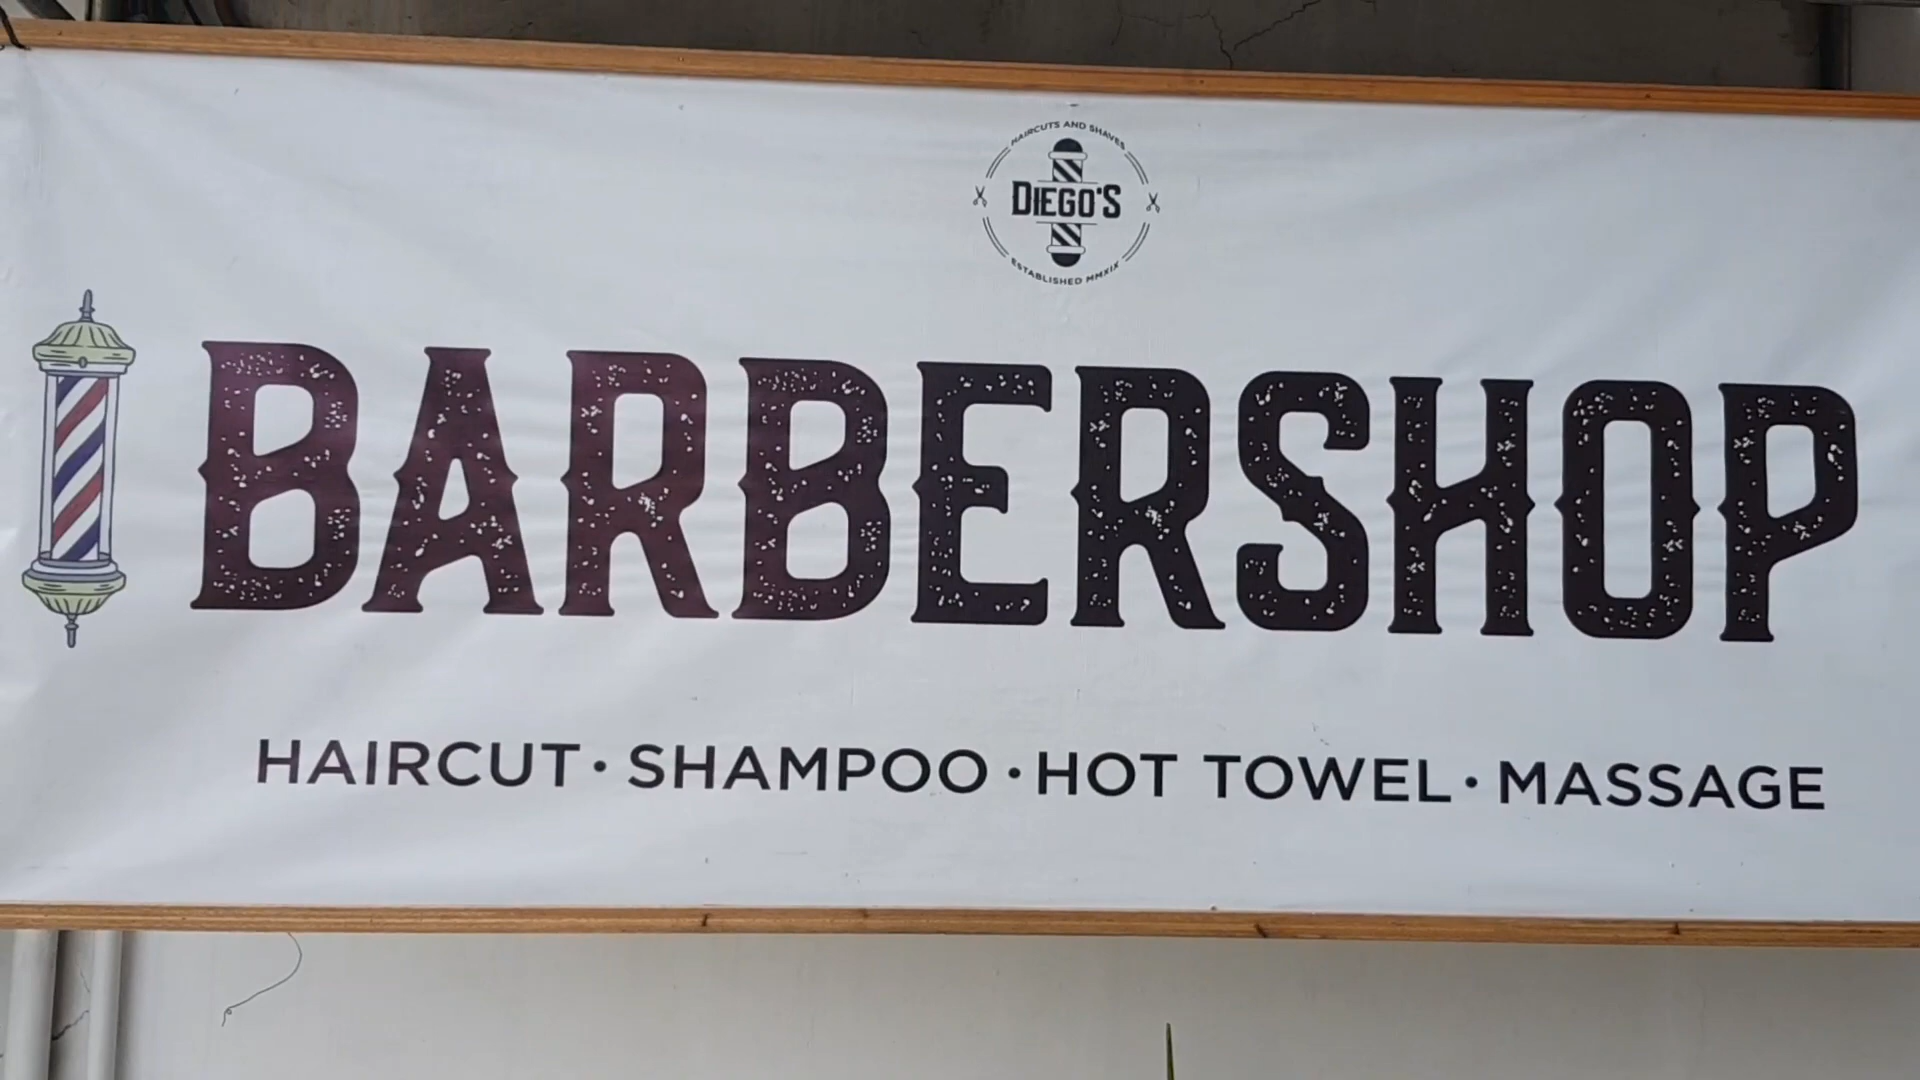 HAIRCUTS AND SHAVES
DIEGO'S
ESTABLISHED MMXIX
BARBERSHOP
HAIRCUT · SHAMPOO · HOT TOWEL · MASSAGE